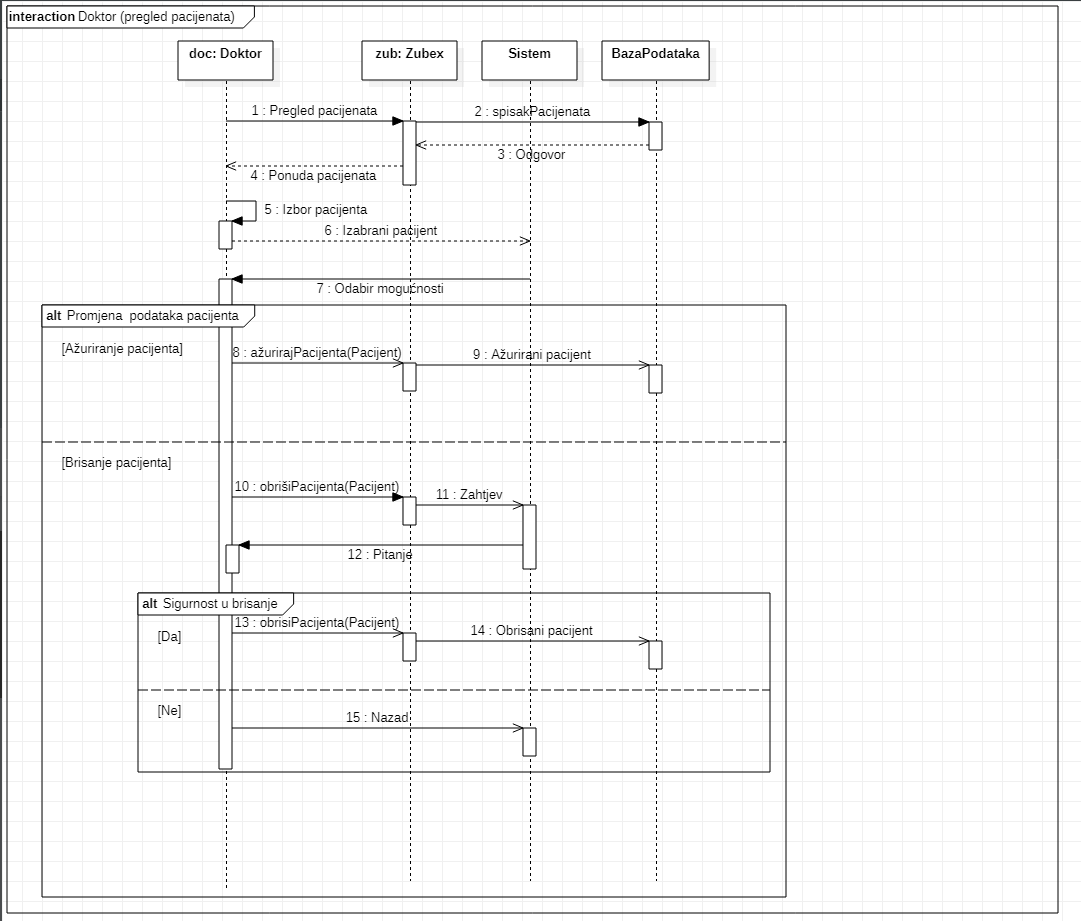 interaction Doktor (pregled pacijenata)
doc: Doktor
zub: Zubex
Sistem
BazaPodataka
1 : Pregled pacijenata
2 : spisakPacijenata
3 : Odgovor
4 : Ponuda pacijenata
5 : Izbor pacijenta
6 : Izabrani pacijent
7 : Odabir mogućnosti
alt Promjena podataka pacijenta
[Ažuriranje pacijenta]
8 : ažurirajPacijenta(Pacijent)
9 : Ažurirani pacijent
[Brisanje pacijenta]
10 : obrišiPacijenta(Pacijent)
11 : Zahtjev
12 : Pitanje
alt Sigurnost u brisanje
13 : obrisiPacijenta(Pacijent)
14 : Obrisani pacijent
[Da]
[Ne]
15 : Nazad